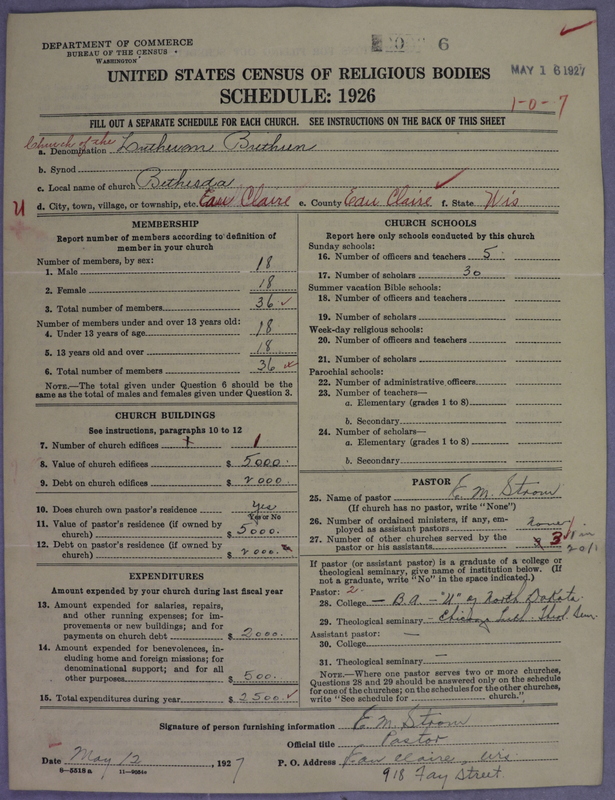 DEPARTMENT OF COMMERCE
BUREAU OF THE CENSUS
WASHINGTON
6
MAY 16 1927
UNITED STATES CENSUS OF RELIGIOUS BODIES
SCHEDULE: 1926
1-0-7
FILL OUT A SEPARATE SCHEDULE FOR EACH CHURCH. SEE INSTRUCTIONS ON THE BACK OF THIS SHEET
Church of the
a. Denomination Lutheran Brethren
b. Synod
c. Local name of church Bethesda
U d. City, town, village, or township, etc. Eau Claire e. County Eau Claire f. State Wis
MEMBERSHIP
Report number of members according to definition of
member in your church
Number of members, by sex:
1. Male 18
2. Female 18
3. Total number of members 36
Number of members under and over 13 years old:
4. Under 13 years of age 18
5. 13 years old and over 18
6. Total number of members 36
NOTE.—The total given under Question 6 should be the
same as the total of males and females given under Question 3.
CHURCH BUILDINGS
See instructions, paragraphs 10 to 12
7. Number of church edifices 1
8. Value of church edifices $ 5000.
9. Debt on church edifices $ 2000.
10. Does church own pastor's residence Yes
Yes or No
11. Value of pastor's residence (if owned by
church) $ 5000.
12. Debt on pastor's residence (if owned by
church) $ 2000.
EXPENDITURES
Amount expended by your church during last fiscal year
13. Amount expended for salaries, repairs,
and other running expenses; for im-
provements or new buildings; and for
payments on church debt $ 2000.
14. Amount expended for benevolences, in-
cluding home and foreign missions; for
denominational support; and for all
other purposes $ 500.
15. Total expenditures during year $ 2500.
CHURCH SCHOOLS
Report here only schools conducted by this church
Sunday schools:
16. Number of officers and teachers 5.
17. Number of scholars 30
Summer vacation Bible schools:
18. Number of officers and teachers
19. Number of scholars
Week-day religious schools:
20. Number of officers and teachers
21. Number of scholars
Parochial schools:
22. Number of administrative officers
23. Number of teachers—
a. Elementary (grades 1 to 8)
b. Secondary
24. Number of scholars—
a. Elementary (grades 1 to 8)
b. Secondary
PASTOR
25. Name of pastor E. M. Strom
(If church has no pastor, write "None")
26. Number of ordained ministers, if any, em-
ployed as assistant pastors none
27. Number of other churches served by the
pastor or his assistants 3
If pastor (or assistant pastor) is a graduate of a college or
theological seminary, give name of institution below. (If
not a graduate, write "No" in the space indicated.)
Pastor: 2.
28. College — B.A. — "U" of North Dakota
29. Theological seminary — Chicago Luth. Theol. Sem.
Assistant pastor: —
30. College
31. Theological seminary —
NOTE.—Where one pastor serves two or more churches,
Questions 28 and 29 should be answered only on the schedule
for one of the churches; on the schedules for the other churches,
write "See schedule for ______ church."
Signature of person furnishing information E. M. Strom
Official title Pastor
Date May 12, 1927 P. O. Address Eau Claire, Wis
918 Fay Street.
8-5518a